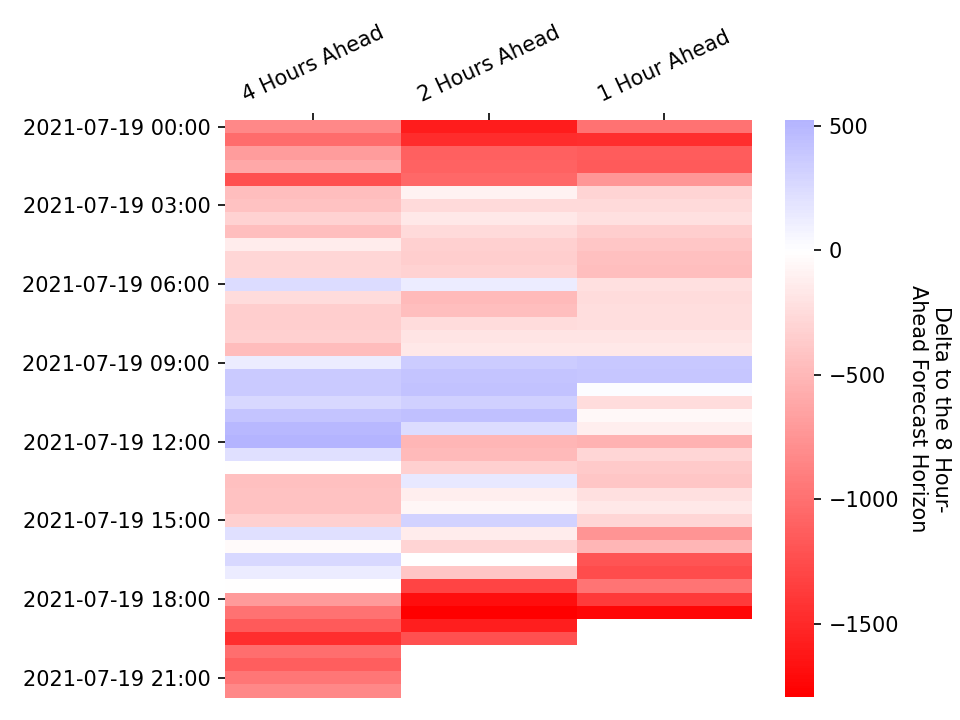 4 Hours Ahead
2 Hours Ahead
1 Hour Ahead
2021-07-19 00:00
2021-07-19 03:00
2021-07-19 06:00
2021-07-19 09:00
2021-07-19 12:00
2021-07-19 15:00
2021-07-19 18:00
2021-07-19 21:00
500
0
−500
−1000
−1500
Delta to the 8 Hour-
Ahead Forecast Horizon